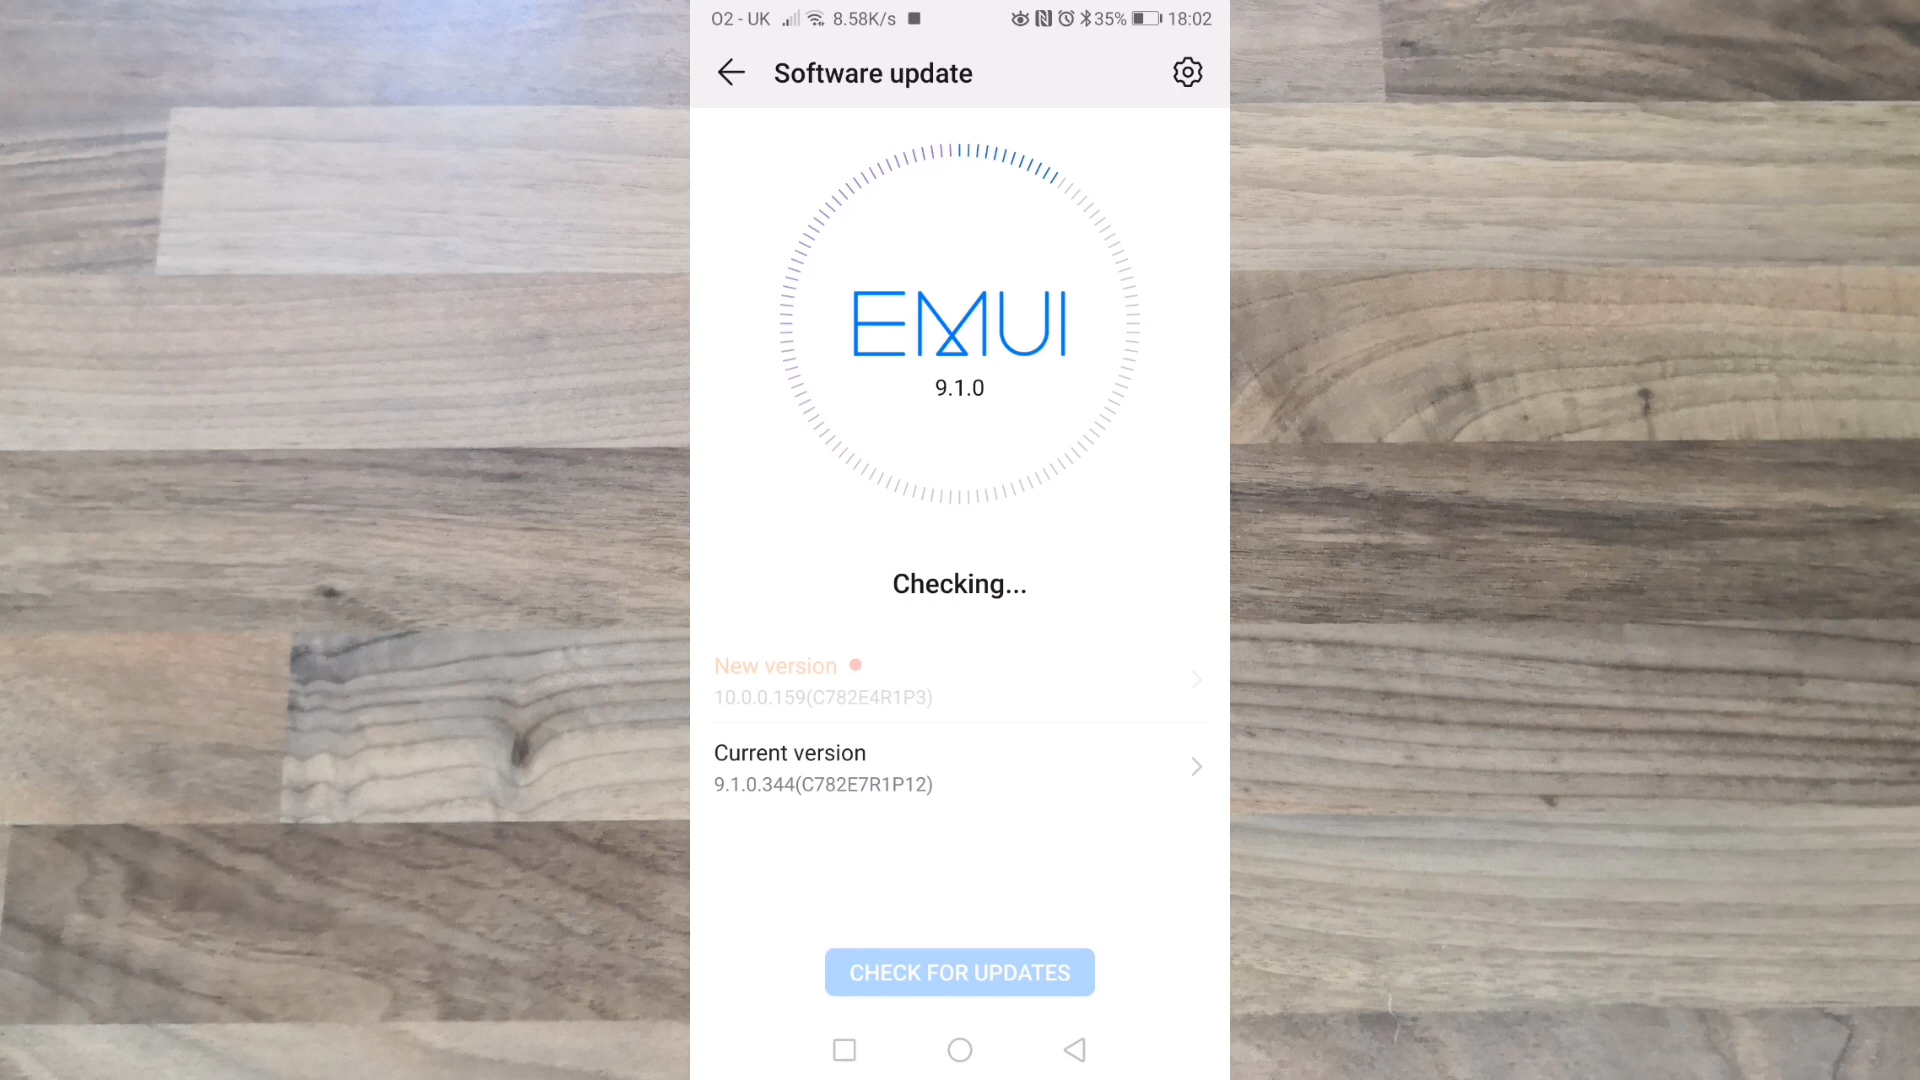 O2 - UK 8.58K/s 35% 18:02
Software update
EMUI
9.1.0
Checking...
New version
10.0.0.159(C782E4R1P3)
Current version
9.1.0.344(C782E7R1P12)
CHECK FOR UPDATES